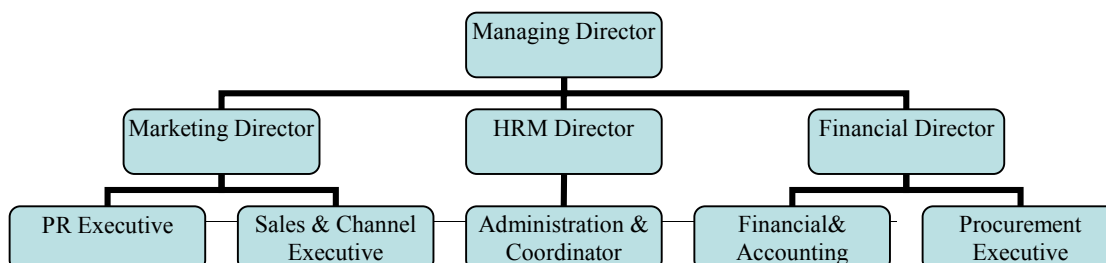 Managing Director
Marketing Director
HRM Director
Financial Director
PR Executive
Sales & Channel
Executive
Administration &
Coordinator
Financial&
Accounting
Procurement
Executive